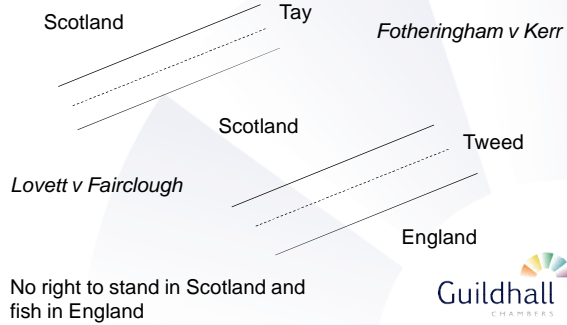 Scotland
Tay
Fotheringham v Kerr
Scotland
Tweed
Lovett v Fairclough
England
No right to stand in Scotland and
fish in England
Guildhall
CHAMBERS